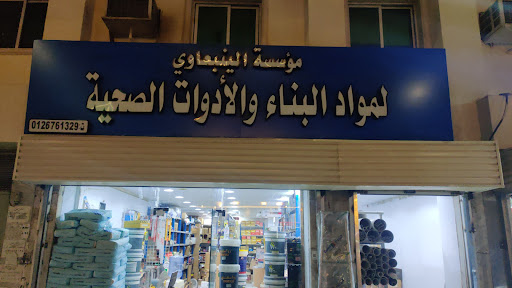 مؤسسة الينبعاوي
لمواد البناء والأدوات الصحية
0126761329